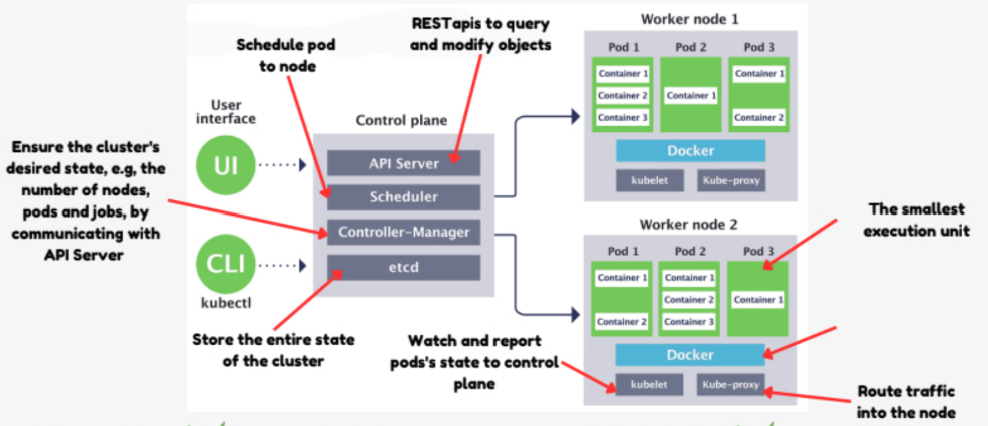 RESTapis to query
and modify objects
Schedule pod
to node
Worker node 1
Pod 1
Pod 2
Pod 3
Container 1
Container 2
Container 3
Container 1
Container 1
Container 2
Docker
kubelet
Kube-proxy
User
interface
UI
Control plane
API Server
Scheduler
Controller-Manager
etcd
Ensure the cluster's
desired state, e.g, the
number of nodes,
pods and jobs, by
communicating with
API Server
CLI
kubectl
Store the entire state
of the cluster
Worker node 2
Pod 1
Pod 2
Pod 3
Container 1
Container 2
Container 1
Container 2
Container 3
Container 1
Docker
kubelet
Kube-proxy
The smallest
execution unit
Watch and report
pods's state to control
plane
Route traffic
into the node